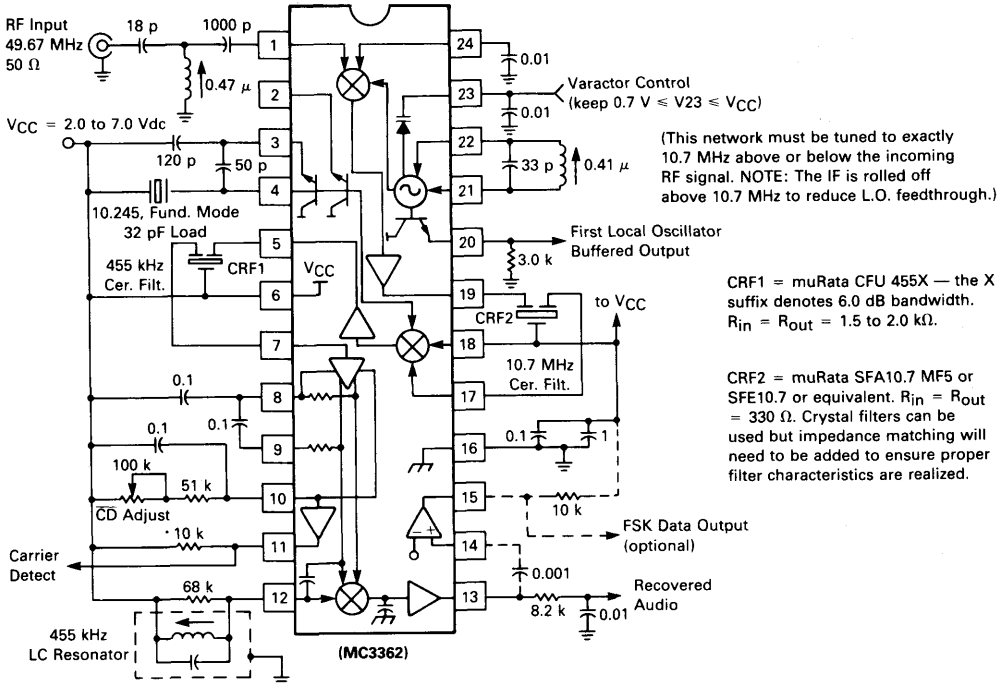 RF Input
49.67 MHz
50 Ω
18 p
1000 p
0.47 μ
VCC = 2.0 to 7.0 Vdc
120 p
50 p
10.245, Fund. Mode
32 pF Load
455 kHz
Cer. Filt.
CRF1
VCC
0.1
0.1
0.1
100 k
51 k
CD Adjust
10 k
Carrier
Detect
68 k
455 kHz
LC Resonator
1
2
3
4
5
6
7
8
9
10
11
12
(MC3362)
24
23
22
21
20
19
18
17
16
15
14
13
0.01
Varactor Control
(keep 0.7 V ≤ V23 ≤ VCC)
0.01
33 p
0.41 μ
(This network must be tuned to exactly
10.7 MHz above or below the incoming
RF signal. NOTE: The IF is rolled off
above 10.7 MHz to reduce L.O. feedthrough.)
First Local Oscillator
Buffered Output
3.0 k
to VCC
CRF2
10.7 MHz
Cer. Filt.
CRF1 = muRata CFU 455X — the X
suffix denotes 6.0 dB bandwidth.
Rin = Rout = 1.5 to 2.0 kΩ.
CRF2 = muRata SFA10.7 MF5 or
SFE10.7 or equivalent. Rin = Rout
= 330 Ω. Crystal filters can be
used but impedance matching will
need to be added to ensure proper
filter characteristics are realized.
0.1
1
10 k
FSK Data Output
(optional)
− +
0.001
8.2 k
0.01
Recovered
Audio